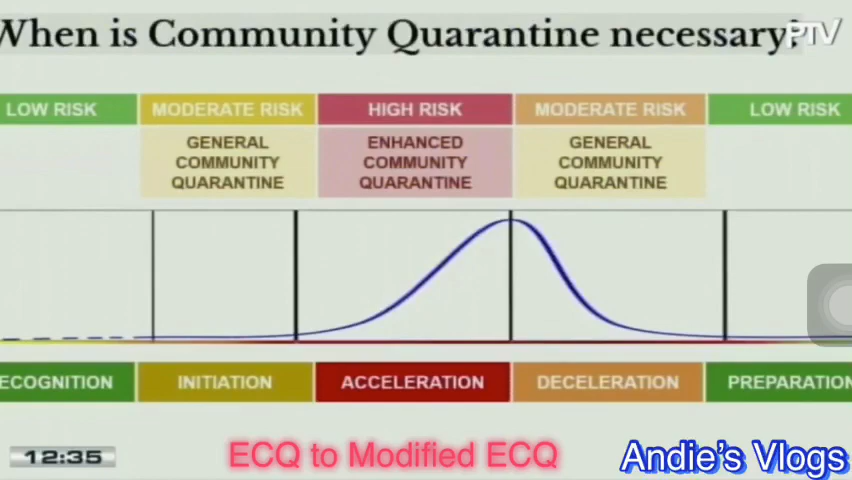 When is Community Quarantine necessary?
PTV
LOW RISK
MODERATE RISK
HIGH RISK
MODERATE RISK
LOW RISK
GENERAL
COMMUNITY
QUARANTINE
ENHANCED
COMMUNITY
QUARANTINE
GENERAL
COMMUNITY
QUARANTINE
ECOGNITION
INITIATION
ACCELERATION
DECELERATION
PREPARATION
12:35
ECQ to Modified ECQ
Andie's Vlogs